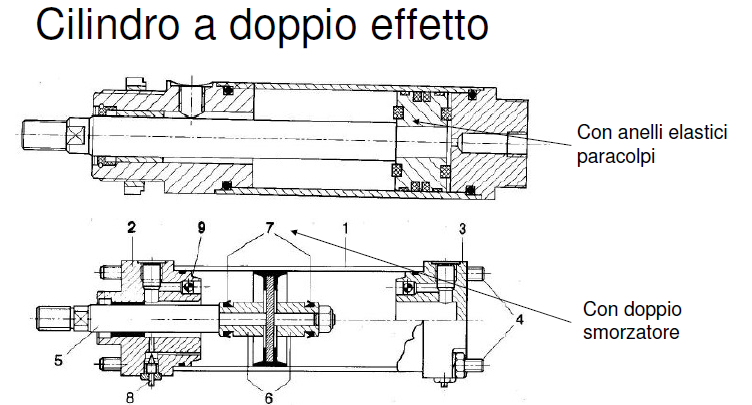 Cilindro a doppio effetto
Con anelli elastici
paracolpi
2 9 7 1 3
Con doppio
smorzatore
4
5
8 6